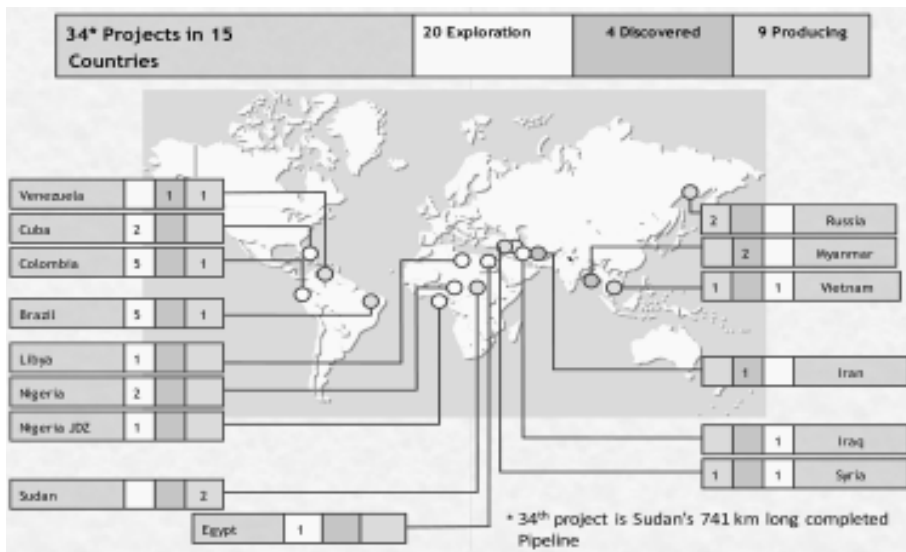 34* Projects in 15
Countries
20 Exploration
4 Discovered
9 Producing
Venezuela 1 1
Cuba 2
Colombia 5 1
Brazil 5 1
Libya 1
Nigeria 2
Nigeria JDZ 1
Sudan 2
Egypt 1
2 Russia
2 Myanmar
1 1 Vietnam
1 Iran
1 Iraq
1 1 Syria
* 34th project is Sudan's 741 km long completed
Pipeline